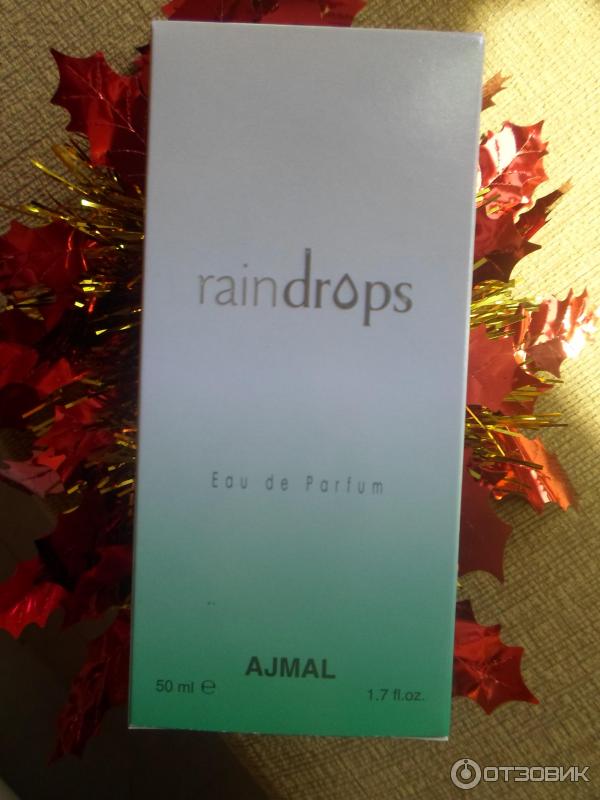 raindrops
Eau de Parfum
AJMAL
50 ml ℮
1.7 fl.oz.
ОТЗОВИК